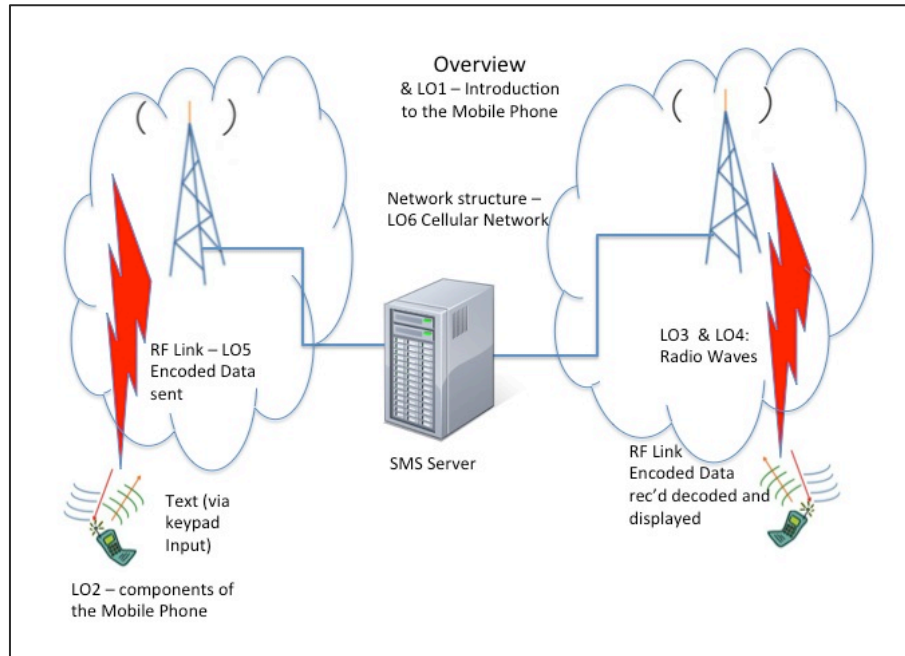 Overview
& LO1 – Introduction
to the Mobile Phone
Network structure –
LO6 Cellular Network
RF Link – LO5
Encoded Data
sent
LO3 & LO4:
Radio Waves
SMS Server
RF Link
Encoded Data
rec'd decoded and
displayed
Text (via
keypad
Input)
LO2 – components of
the Mobile Phone